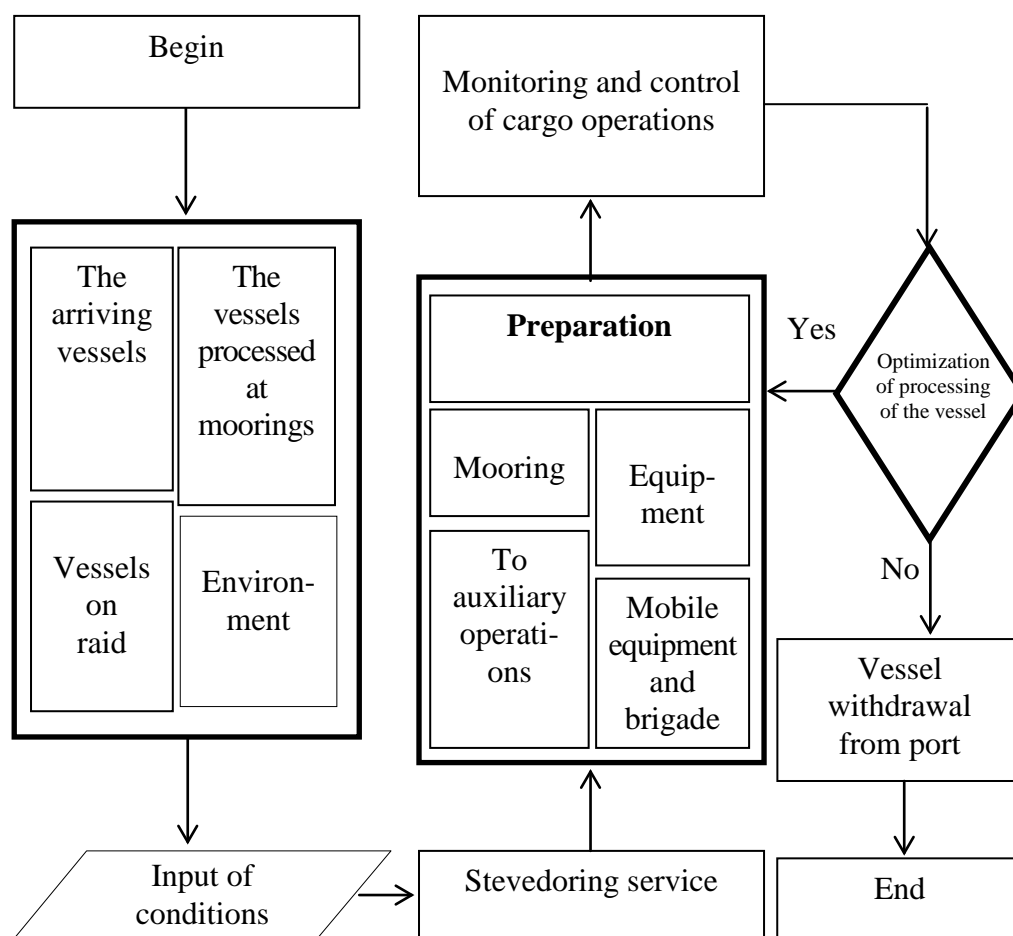 Begin
The
arriving
vessels
The
vessels
processed
at
moorings
Vessels
on
raid
Environ-
ment
Input of
conditions
Stevedoring service
Preparation
Mooring
Equip-
ment
To
auxiliary
operati-
ons
Mobile
equipment
and
brigade
Monitoring and control
of cargo operations
Optimization
of processing
of the vessel
Yes
No
Vessel
withdrawal
from port
End